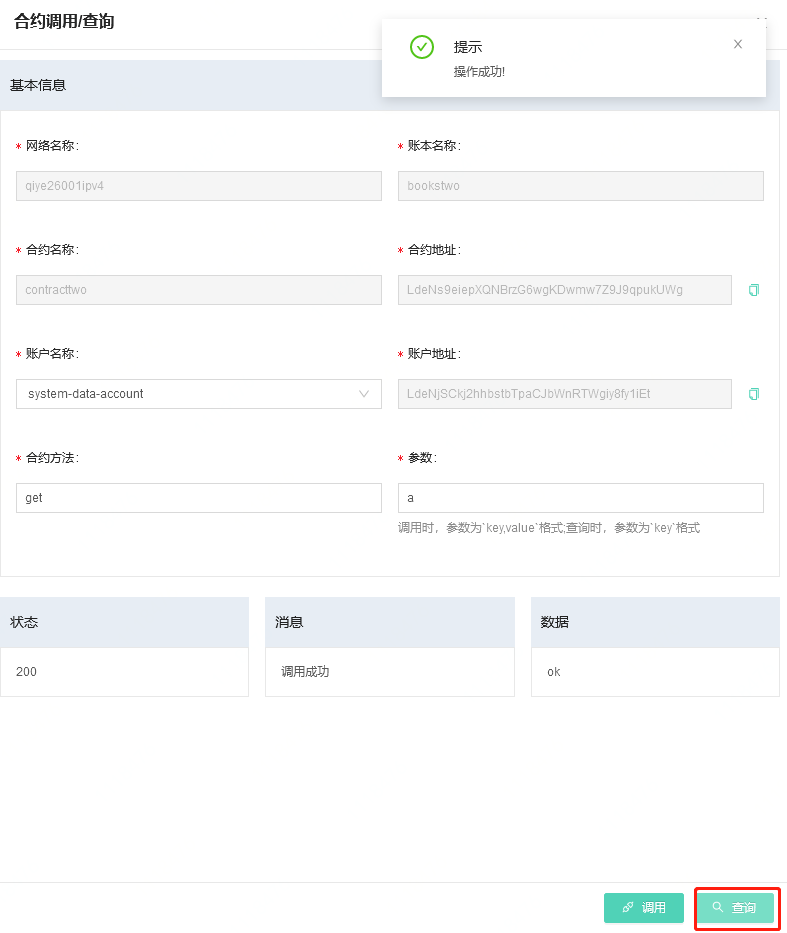 合约调用/查询
提示
操作成功!
基本信息
* 网络名称:
* 账本名称:
qiye26001ipv4
bookstwo
* 合约名称:
* 合约地址:
contracttwo
LdeNs9eiepXQNBrzG6wgKDwmw7Z9J9qpukUWg
* 账户名称:
* 账户地址:
system-data-account
LdeNjSCkj2hhbstbTpaCJbWnRTWgiy8fy1iEt
* 合约方法:
* 参数:
get
a
调用时，参数为`key,value`格式;查询时，参数为`key`格式
状态
消息
数据
200
调用成功
ok
调用
查询